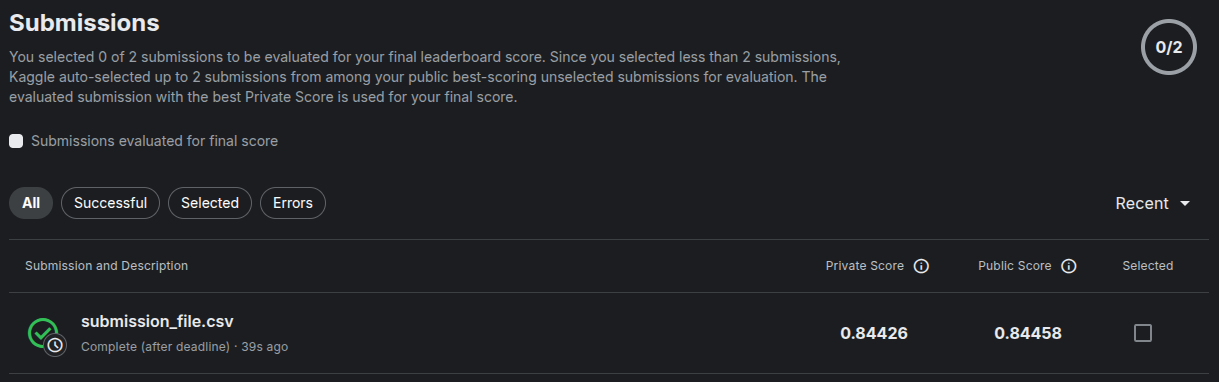 Submissions
0/2
You selected 0 of 2 submissions to be evaluated for your final leaderboard score. Since you selected less than 2 submissions,
Kaggle auto-selected up to 2 submissions from among your public best-scoring unselected submissions for evaluation. The
evaluated submission with the best Private Score is used for your final score.
Submissions evaluated for final score
All Successful Selected Errors Recent
Submission and Description Private Score Public Score Selected
submission_file.csv
Complete (after deadline) · 39s ago
0.84426 0.84458